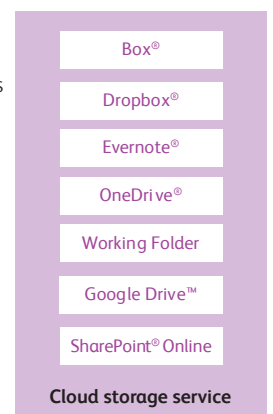 Box®
s
Dropbox®
Evernote®
OneDrive®
Working Folder
Google Drive™
SharePoint® Online
Cloud storage service